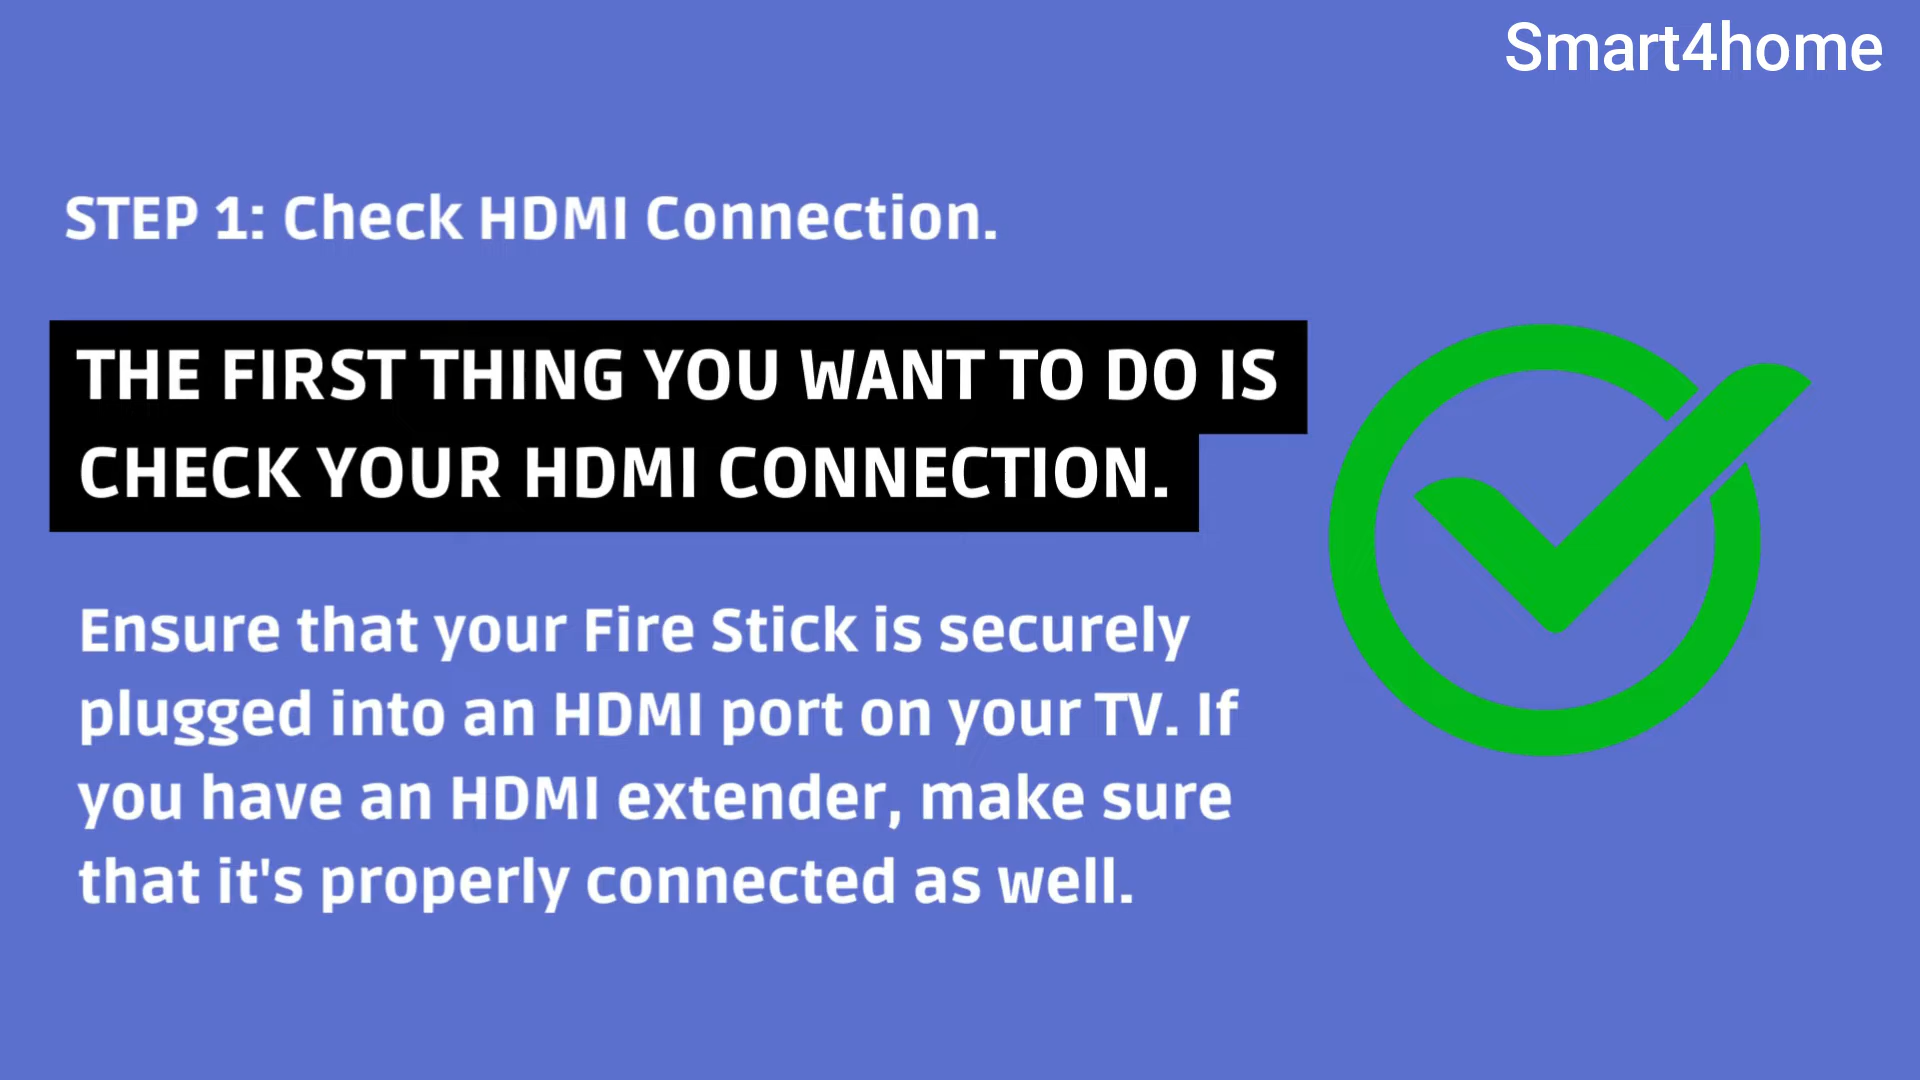 Smart4home
STEP 1: Check HDMI Connection.
THE FIRST THING YOU WANT TO DO IS
CHECK YOUR HDMI CONNECTION.
Ensure that your Fire Stick is securely
plugged into an HDMI port on your TV. If
you have an HDMI extender, make sure
that it's properly connected as well.